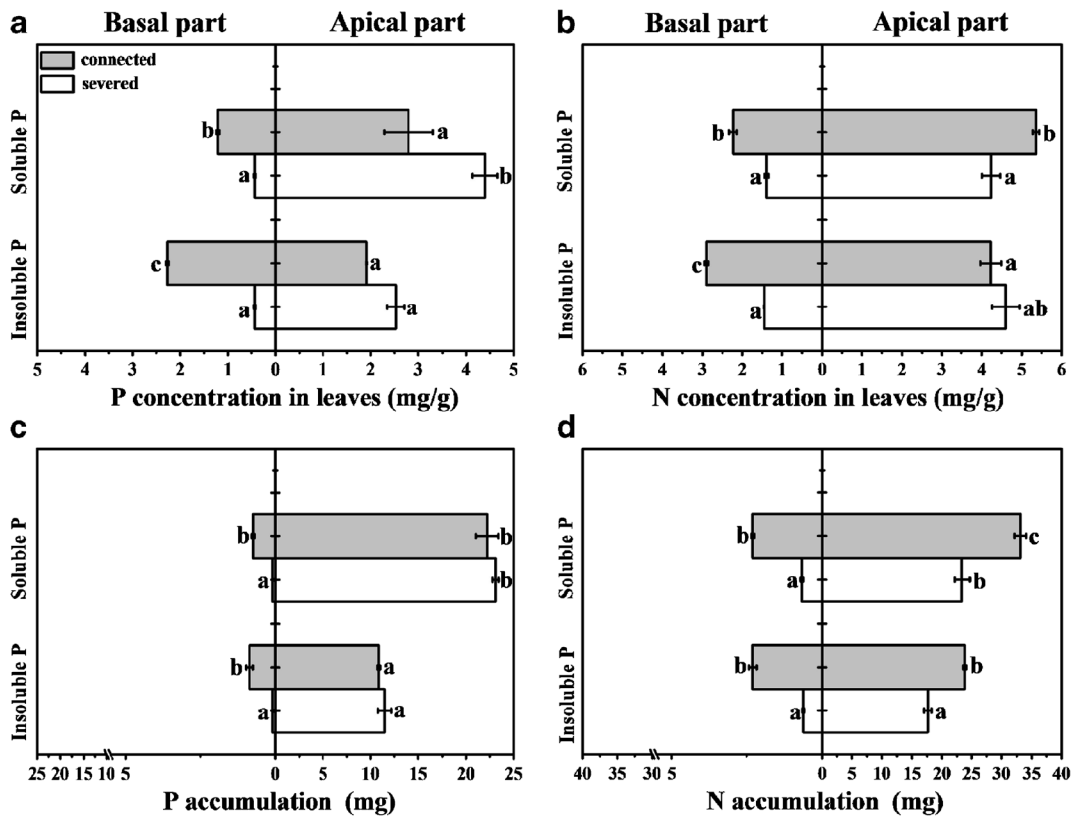 a
Basal part Apical part
connected
severed
Soluble P
b a
a b
Insoluble P
c a
a a
5 4 3 2 1 0 1 2 3 4 5
P concentration in leaves (mg/g)
b
Basal part Apical part
Soluble P
b b
a a
Insoluble P
c a
a ab
6 5 4 3 2 1 0 1 2 3 4 5 6
N concentration in leaves (mg/g)
c
Soluble P
b b
a b
Insoluble P
b a
a a
25 20 15 10 5 0 5 10 15 20 25
P accumulation (mg)
d
Soluble P
b c
a b
Insoluble P
b b
a a
40 35 30 5 0 5 10 15 20 25 30 35 40
N accumulation (mg)